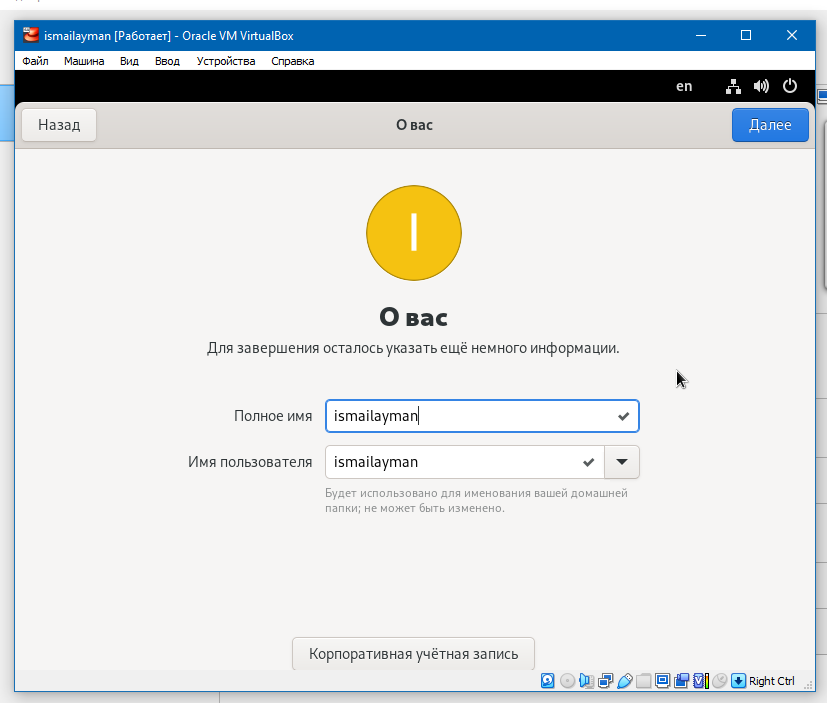 ismailayman [Работает] - Oracle VM VirtualBox
Файл Машина Вид Ввод Устройства Справка
en
Назад О вас Далее
I
О вас
Для завершения осталось указать ещё немного информации.
Полное имя ismailayman
Имя пользователя ismailayman
Будет использовано для именования вашей домашней
папки; не может быть изменено.
Корпоративная учётная запись
Right Ctrl